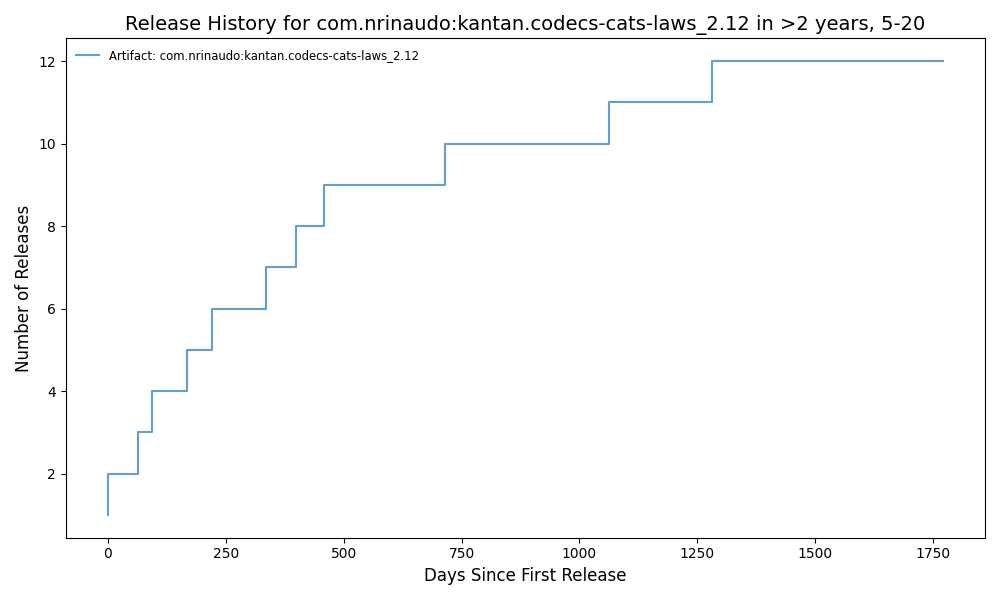 Release History for com.nrinaudo:kantan.codecs-cats-laws_2.12 in >2 years, 5-20
Artifact: com.nrinaudo:kantan.codecs-cats-laws_2.12
Number of Releases
12
10
8
6
4
2
0 250 500 750 1000 1250 1500 1750
Days Since First Release